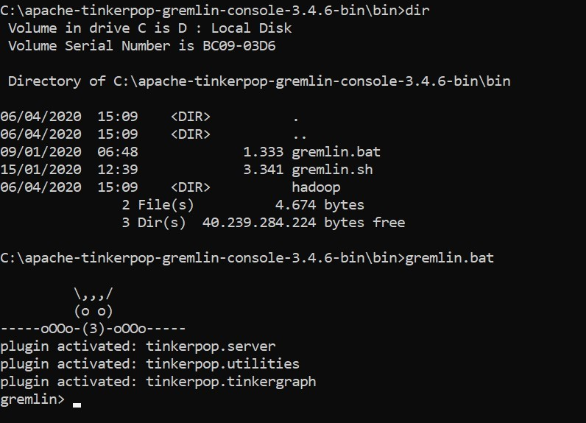 C:\apache-tinkerpop-gremlin-console-3.4.6-bin\bin>dir
 Volume in drive C is D : Local Disk
 Volume Serial Number is BC09-03D6

 Directory of C:\apache-tinkerpop-gremlin-console-3.4.6-bin\bin

06/04/2020  15:09    <DIR>          .
06/04/2020  15:09    <DIR>          ..
09/01/2020  06:48             1.333 gremlin.bat
15/01/2020  12:39             3.341 gremlin.sh
06/04/2020  15:09    <DIR>          hadoop
               2 File(s)          4.674 bytes
               3 Dir(s)  40.239.284.224 bytes free

C:\apache-tinkerpop-gremlin-console-3.4.6-bin\bin>gremlin.bat

         \,,,/
         (o o)
-----oOOo-(3)-oOOo-----
plugin activated: tinkerpop.server
plugin activated: tinkerpop.utilities
plugin activated: tinkerpop.tinkergraph
gremlin> _